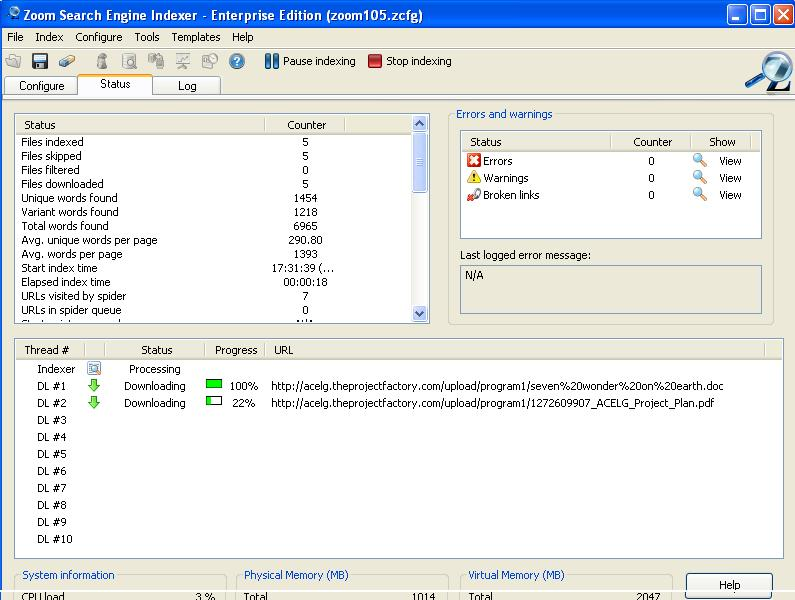 Zoom Search Engine Indexer - Enterprise Edition (zoom105.zcfg)
File Index Configure Tools Templates Help
Pause indexing Stop indexing
Configure Status Log
Status Counter
Files indexed 5
Files skipped 5
Files filtered 0
Files downloaded 5
Unique words found 1454
Variant words found 1218
Total words found 6965
Avg. unique words per page 290.80
Avg. words per page 1393
Start index time 17:31:39 (...
Elapsed index time 00:00:18
URLs visited by spider 7
URLs in spider queue 0
Errors and warnings
Status Counter Show
Errors 0 View
Warnings 0 View
Broken links 0 View
Last logged error message:
N/A
Thread # Status Progress URL
Indexer Processing
DL #1 Downloading 100% http://acelg.theprojectfactory.com/upload/program1/seven%20wonder%20on%20earth.doc
DL #2 Downloading 22% http://acelg.theprojectfactory.com/upload/program1/1272609907_ACELG_Project_Plan.pdf
DL #3
DL #4
DL #5
DL #6
DL #7
DL #8
DL #9
DL #10
System information
CPU load 3 %
Physical Memory (MB)
Total 1014
Virtual Memory (MB)
Total 2047
Help